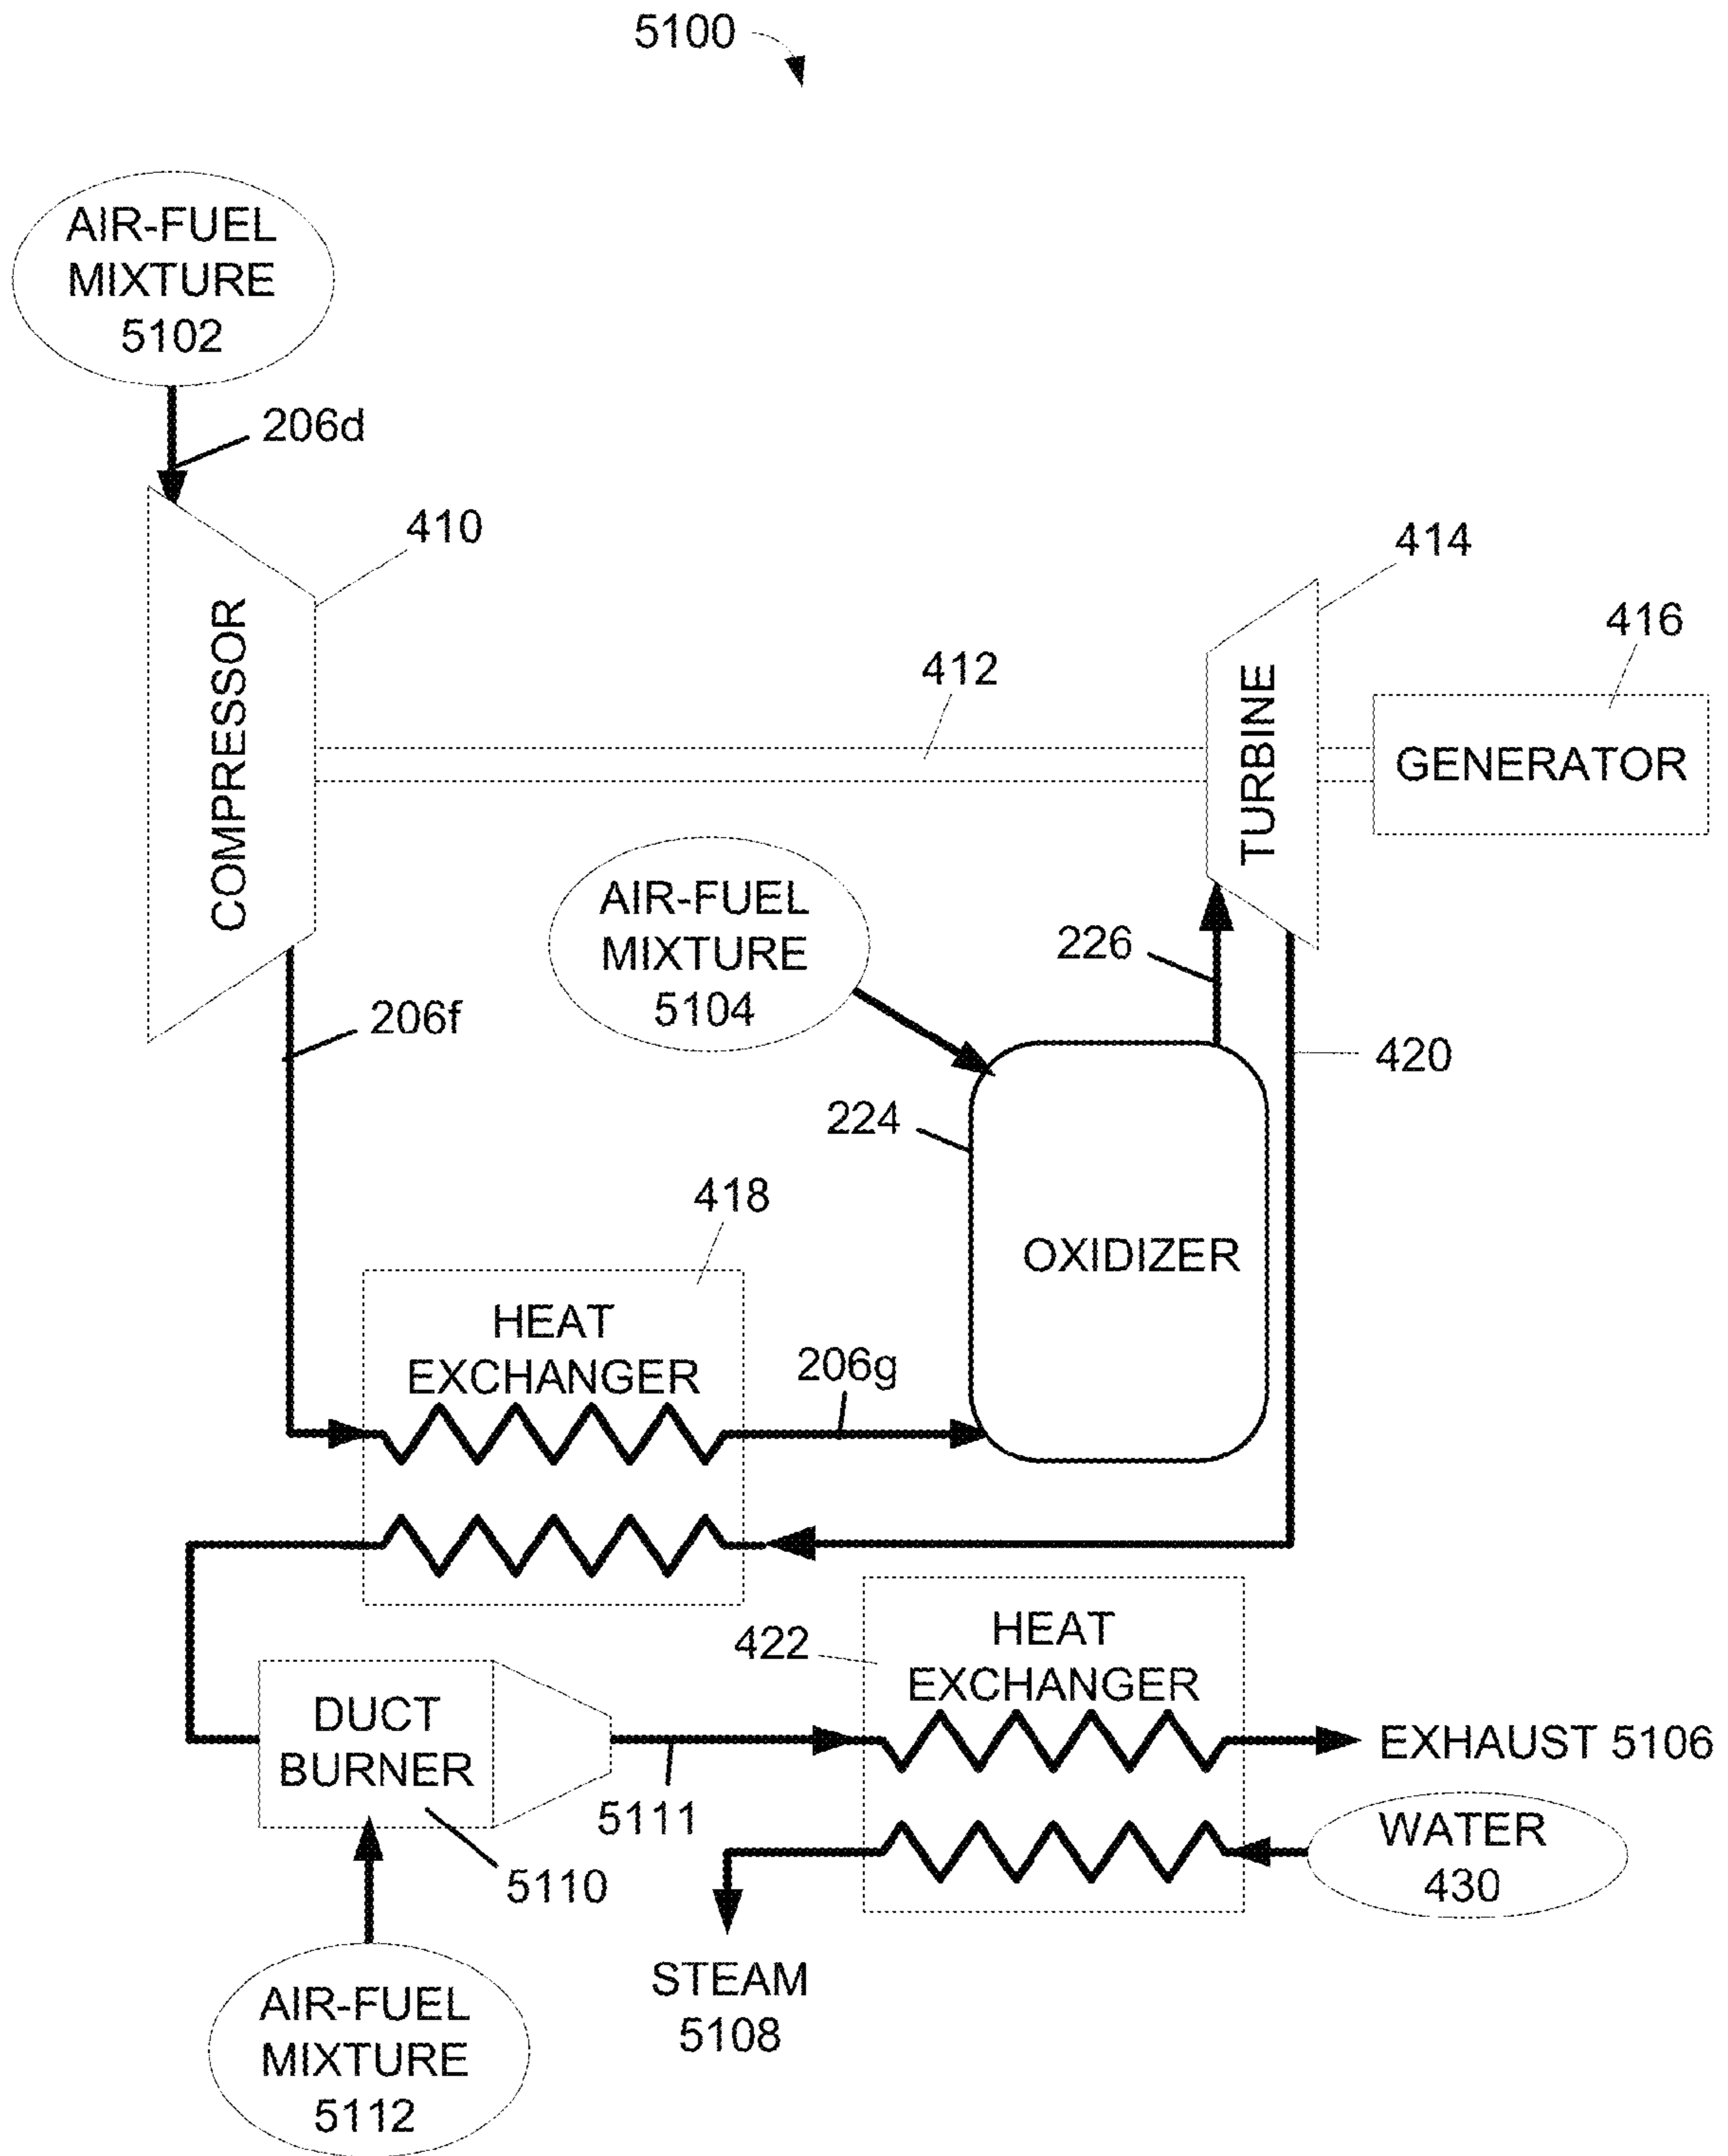 5100
AIR-FUEL
MIXTURE
5102
206d
410
COMPRESSOR
412
414
TURBINE
416
GENERATOR
AIR-FUEL
MIXTURE
5104
226
206f
420
224
OXIDIZER
418
HEAT
EXCHANGER
206g
422
HEAT
EXCHANGER
DUCT
BURNER
5111
EXHAUST 5106
WATER
430
5110
STEAM
5108
AIR-FUEL
MIXTURE
5112